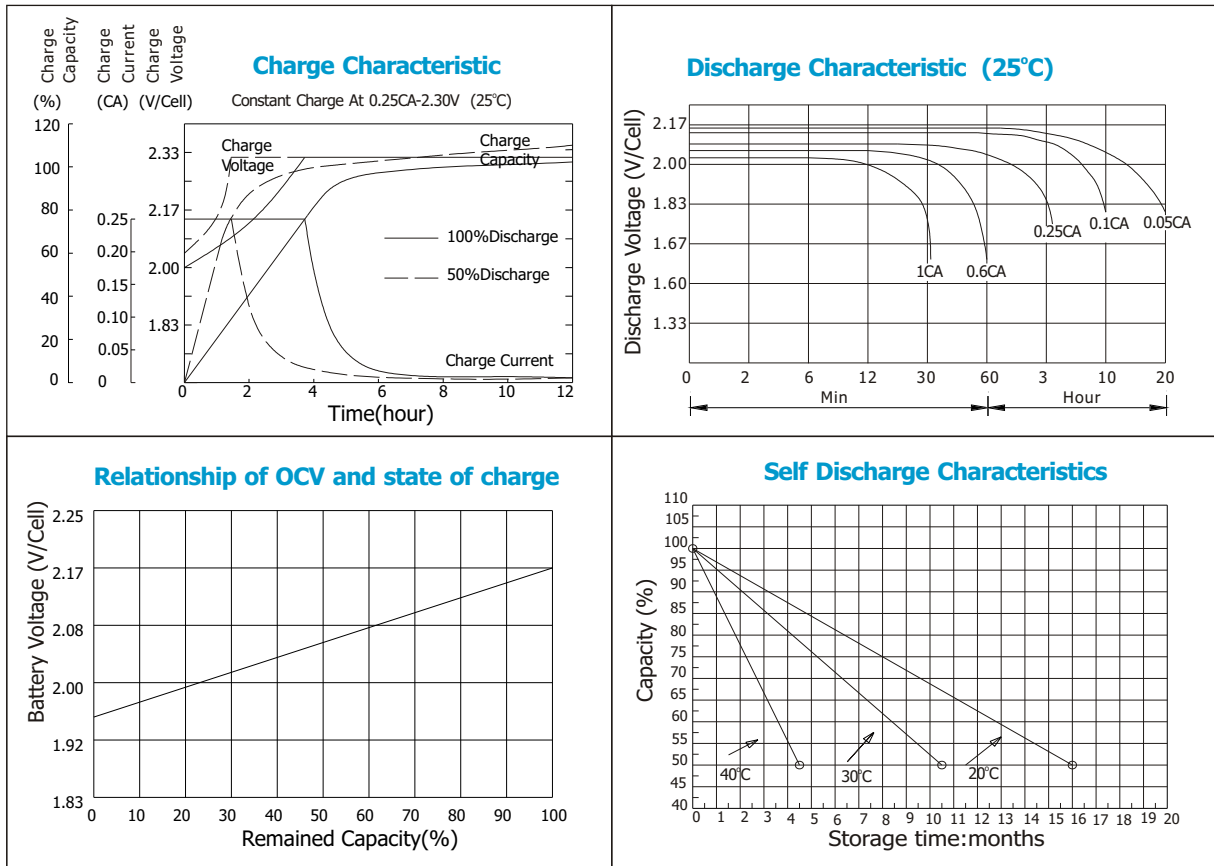 Charge Capacity
Charge Current
Charge Voltage
(%) (CA) (V/Cell)
Charge Characteristic
Constant Charge At 0.25CA-2.30V (25°C)
120
100
80
60
40
20
0
0.25
0.20
0.15
0.10
0.05
0
2.33
2.17
2.00
1.83
Charge
Voltage
Charge
Capacity
100%Discharge
50%Discharge
Charge Current
0 2 4 6 8 10 12
Time(hour)
Discharge Characteristic (25°C)
Discharge Voltage (V/Cell)
2.17
2.00
1.83
1.67
1.60
1.33
1CA
0.6CA
0.25CA
0.1CA
0.05CA
0 2 6 12 30 60 3 10 20
Min Hour
Relationship of OCV and state of charge
Battery Voltage (V/Cell)
2.25
2.17
2.08
2.00
1.92
1.83
0 10 20 30 40 50 60 70 80 90 100
Remained Capacity(%)
Self Discharge Characteristics
Capacity (%)
110
105
100
95
90
85
80
75
70
65
60
55
50
45
40
40°C
30°C
20°C
0 1 2 3 4 5 6 7 8 9 10 11 12 13 14 15 16 17 18 19 20
Storage time:months